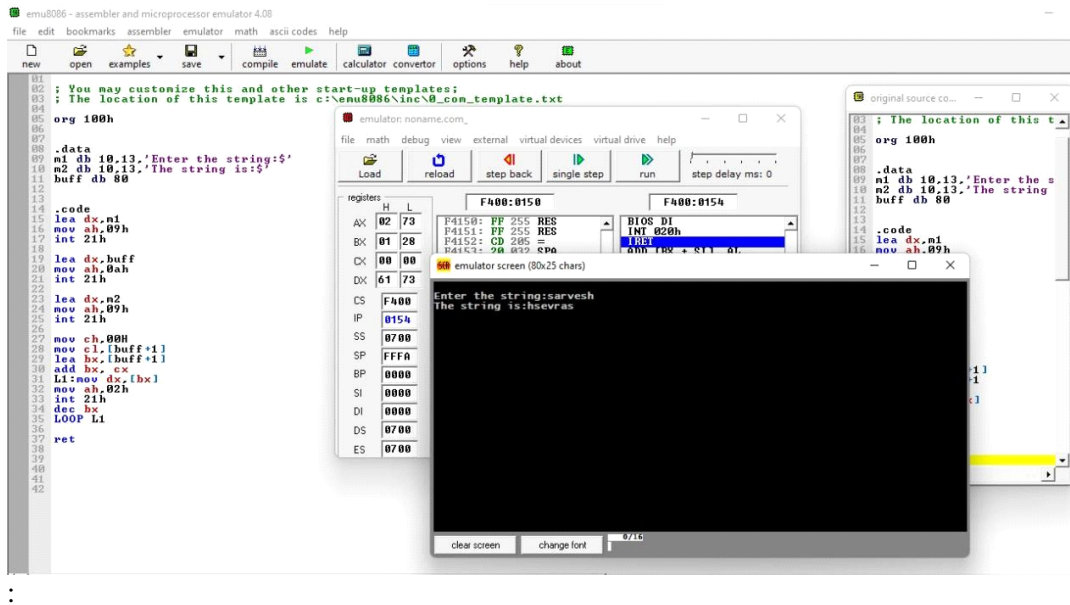 emu8086 - assembler and microprocessor emulator 4.08
file edit bookmarks assembler emulator math ascii codes help
new open examples save compile emulate calculator convertor options help about
01
02 ; You may customize this and other start-up templates;
03 ; The location of this template is c:\emu8086\inc\0_com_template.txt
04
05 org 100h
06
07
08 .data
09 m1 db 10,13,'Enter the string:$'
10 m2 db 10,13,'The string is:$'
11 buff db 80
12
13
14 .code
15 lea dx,m1
16 mov ah,09h
17 int 21h
18
19 lea dx,buff
20 mov ah,0ah
21 int 21h
22
23 lea dx,m2
24 mov ah,09h
25 int 21h
26
27 mov ch,00H
28 mov cl,[buff+1]
29 lea bx,[buff+1]
30 add bx, cx
31 L1:mov dx,[bx]
32 mov ah,02h
33 int 21h
34 dec bx
35 LOOP L1
36
37 ret
38
39
40
41
42
emulator: noname.com_
file math debug view external virtual devices virtual drive help
Load reload step back single step run step delay ms: 0
registers
H L
F400:0150 F400:0154
AX 02 73
BX 01 28
CX 00 00
DX 61 73
CS F400
IP 0154
SS 0700
SP FFFA
BP 0000
SI 0000
DI 0000
DS 0700
ES 0700
F4150: FF 255 RES
F4151: FF 255 RES
F4152: CD 205 =
F4153: 20 032 SPA
BIOS DI
INT 020h
IRET
ADD [BX + SI], AL
emulator screen (80x25 chars)
Enter the string:sarvesh
The string is:hsevras
clear screen change font 0/16
original source co...
03 ; The location of this t
05 org 100h
06
07
08 .data
09 m1 db 10,13,'Enter the s
10 m2 db 10,13,'The string
11 buff db 80
12
13
14 .code
15 lea dx,m1
16 mov ah,09h
+1]
+1
: